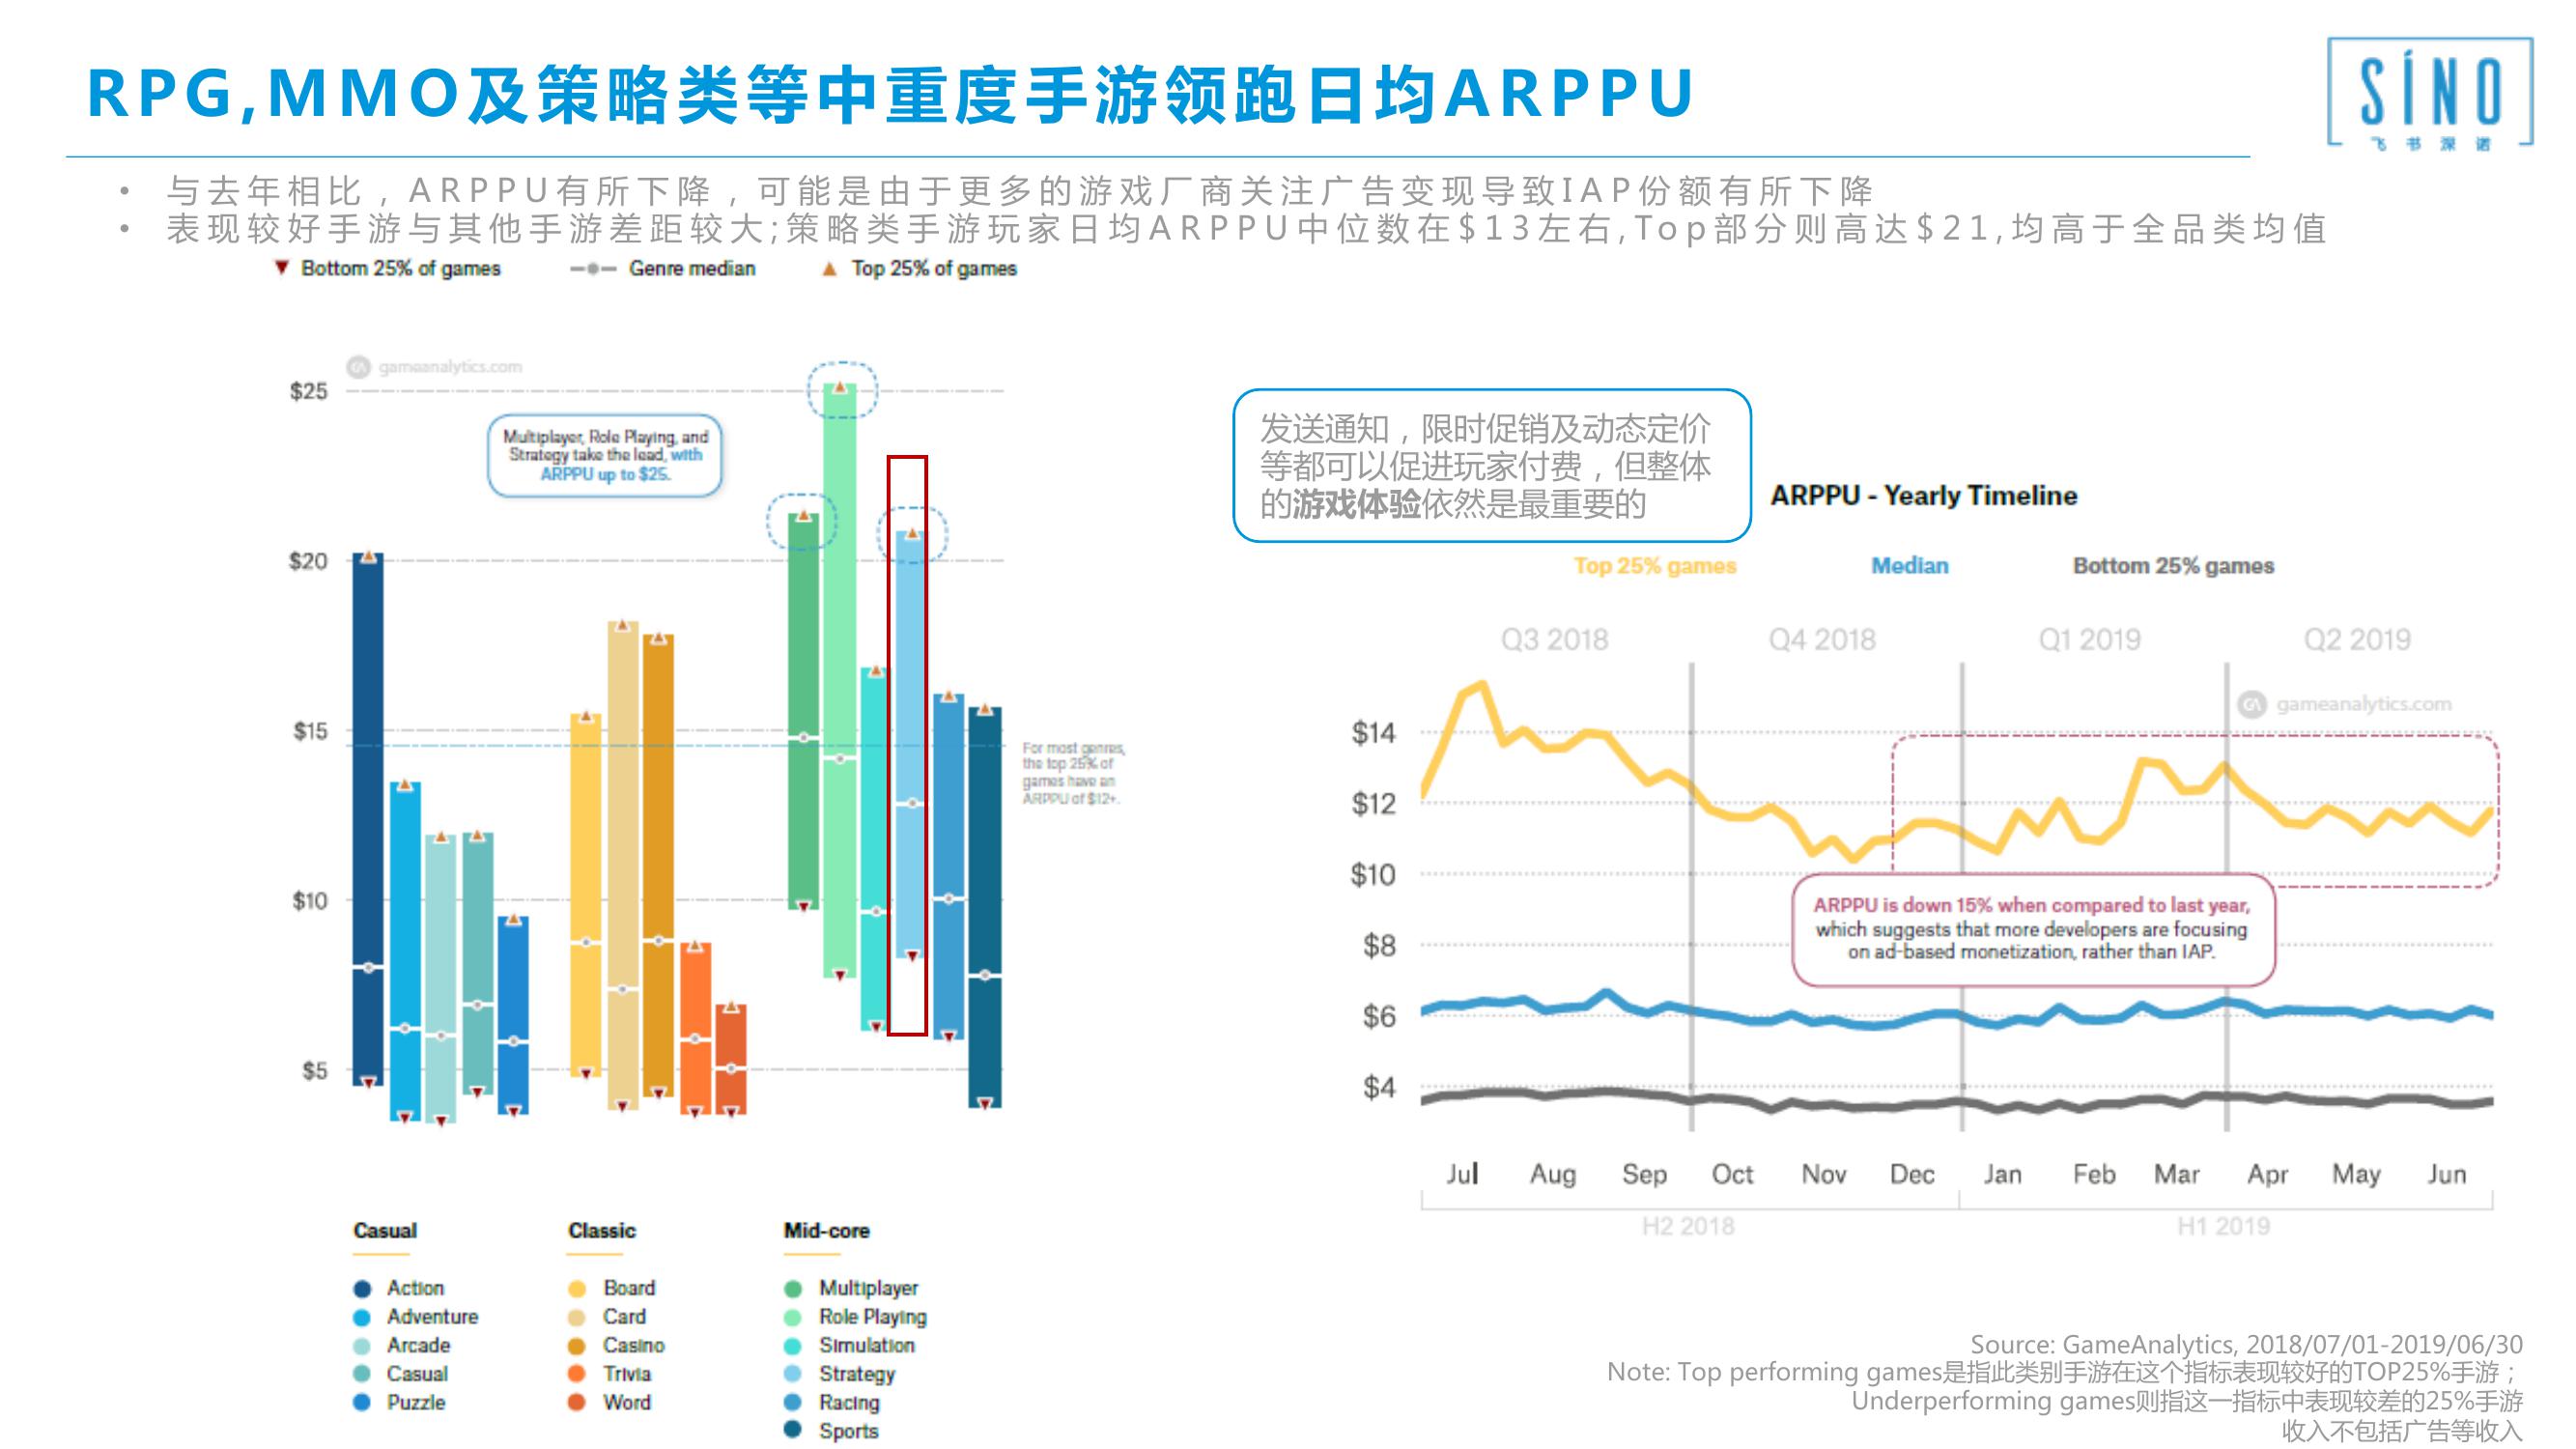 RPG,MMO及策略类等中重度手游领跑日均ARPPU
SINO
飞书深诺
• 与去年相比，ARPPU有所下降，可能是由于更多的游戏厂商关注广告变现导致IAP份额有所下降
• 表现较好手游与其他手游差距较大;策略类手游玩家日均ARPPU中位数在$13左右,Top部分则高达$21,均高于全品类均值
Bottom 25% of games
Genre median
Top 25% of games
GA gameanalytics.com
$25
$20
$15
$10
$5
Multiplayer, Role Playing, and
Strategy take the lead, with
ARPPU up to $25.
For most genres,
the top 25% of
games have an
ARPPU of $12+.
Casual
Action
Adventure
Arcade
Casual
Puzzle
Classic
Board
Card
Casino
Trivia
Word
Mid-core
Multiplayer
Role Playing
Simulation
Strategy
Racing
Sports
发送通知，限时促销及动态定价
等都可以促进玩家付费，但整体
的游戏体验依然是最重要的
ARPPU - Yearly Timeline
Top 25% games
Median
Bottom 25% games
Q3 2018
Q4 2018
Q1 2019
Q2 2019
GA gameanalytics.com
$14
$12
$10
$8
$6
$4
ARPPU is down 15% when compared to last year,
which suggests that more developers are focusing
on ad-based monetization, rather than IAP.
Jul Aug Sep Oct Nov Dec Jan Feb Mar Apr May Jun
H2 2018
H1 2019
Source: GameAnalytics, 2018/07/01-2019/06/30
Note: Top performing games是指此类别手游在这个指标表现较好的TOP25%手游；
Underperforming games则指这一指标中表现较差的25%手游
收入不包括广告等收入